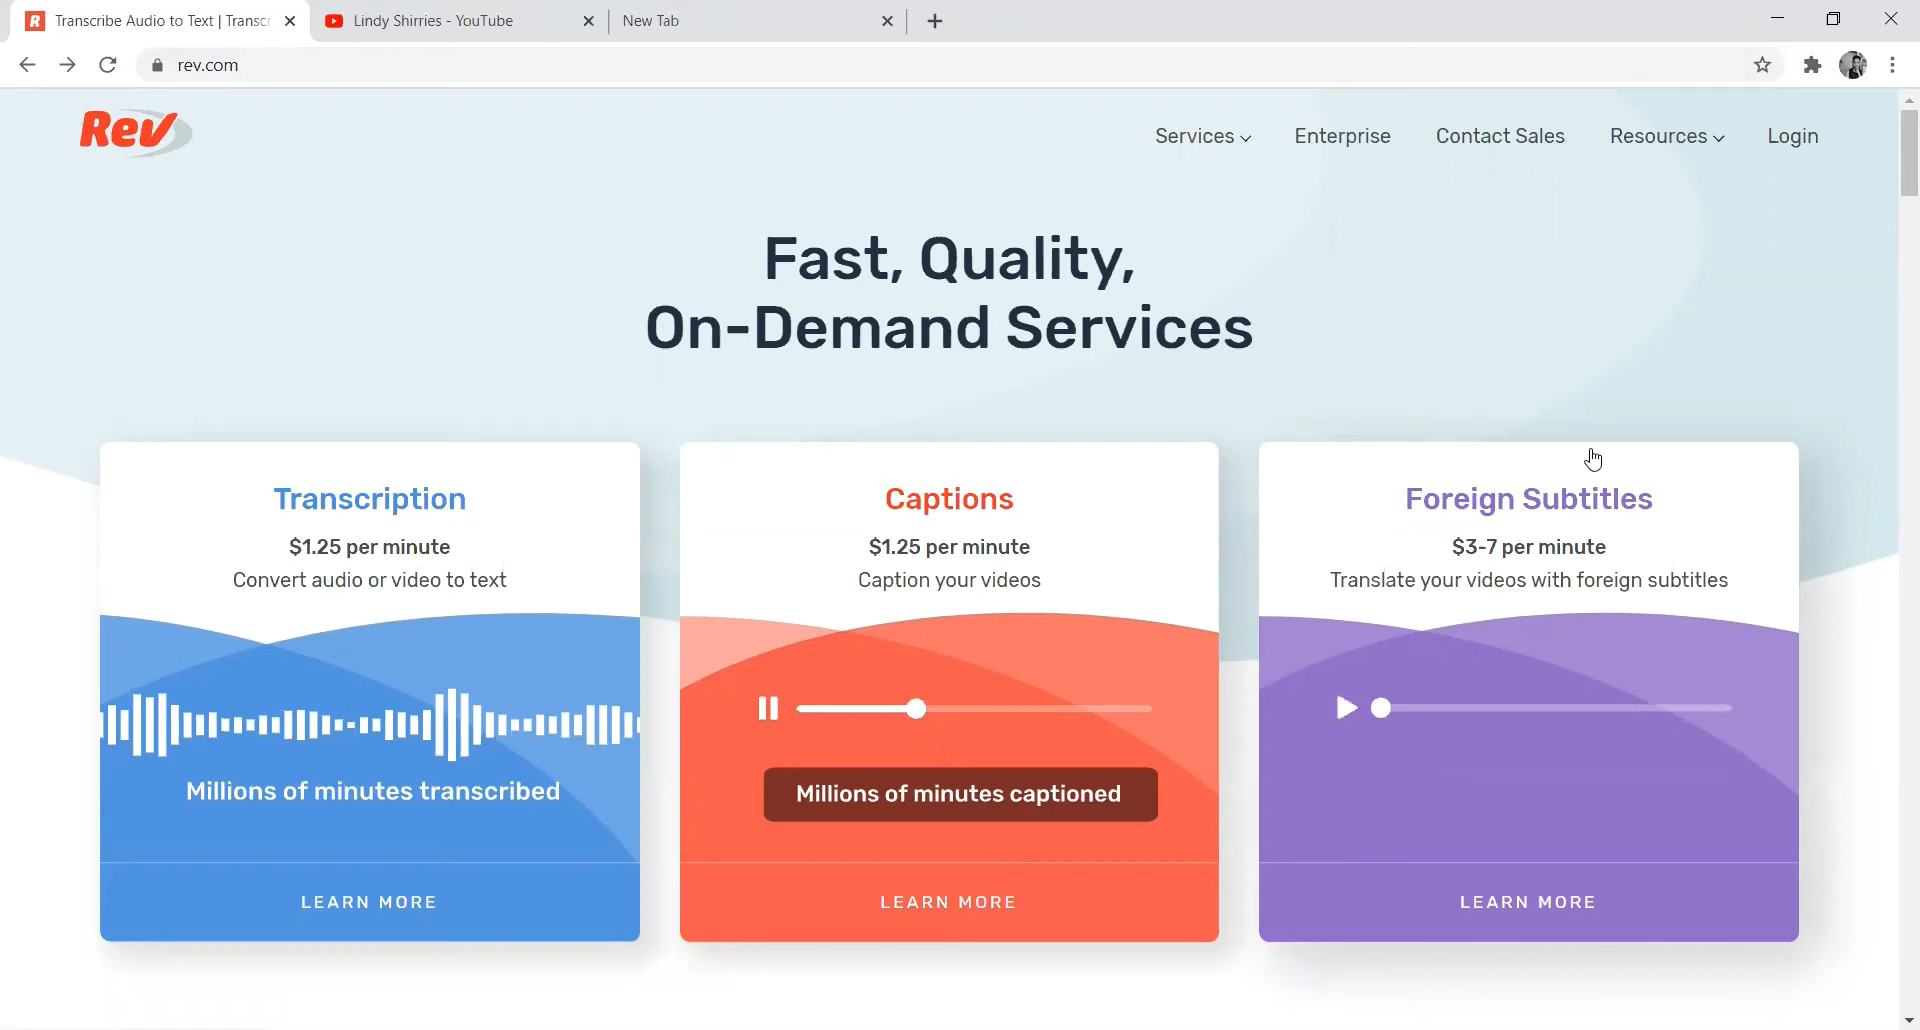 Transcribe Audio to Text | Transcr
Lindy Shirries - YouTube
New Tab
rev.com
Rev
Services
Enterprise
Contact Sales
Resources
Login
Fast, Quality,
On-Demand Services
Transcription
$1.25 per minute
Convert audio or video to text
Millions of minutes transcribed
LEARN MORE
Captions
$1.25 per minute
Caption your videos
Millions of minutes captioned
LEARN MORE
Foreign Subtitles
$3-7 per minute
Translate your videos with foreign subtitles
LEARN MORE